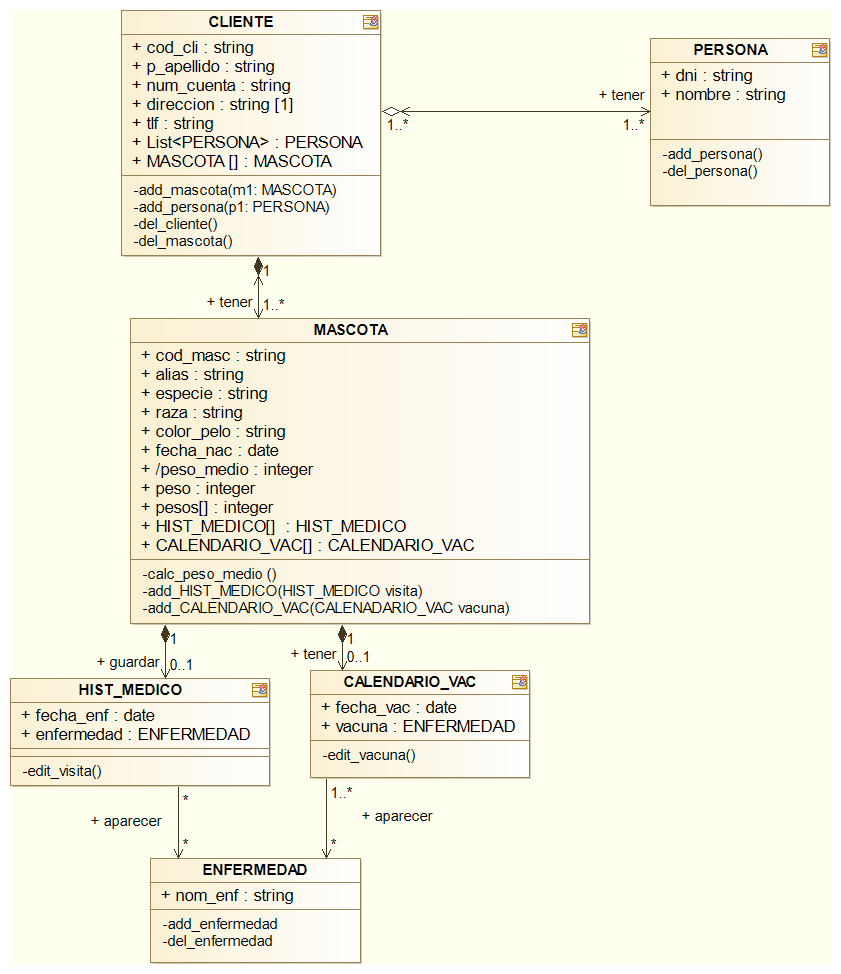 CLIENTE
+ cod_cli : string
+ p_apellido : string
+ num_cuenta : string
+ direccion : string [1]
+ tlf : string
+ List<PERSONA> : PERSONA
+ MASCOTA [] : MASCOTA
-add_mascota(m1: MASCOTA)
-add_persona(p1: PERSONA)
-del_cliente()
-del_mascota()
1..*
+ tener
1..*
PERSONA
+ dni : string
+ nombre : string
-add_persona()
-del_persona()
1
+ tener
1..*
MASCOTA
+ cod_masc : string
+ alias : string
+ especie : string
+ raza : string
+ color_pelo : string
+ fecha_nac : date
+ /peso_medio : integer
+ peso : integer
+ pesos[] : integer
+ HIST_MEDICO[] : HIST_MEDICO
+ CALENDARIO_VAC[] : CALENDARIO_VAC
-calc_peso_medio ()
-add_HIST_MEDICO(HIST_MEDICO visita)
-add_CALENDARIO_VAC(CALENADARIO_VAC vacuna)
1
+ guardar
0..1
1
+ tener
0..1
HIST_MEDICO
+ fecha_enf : date
+ enfermedad : ENFERMEDAD
-edit_visita()
CALENDARIO_VAC
+ fecha_vac : date
+ vacuna : ENFERMEDAD
-edit_vacuna()
*
+ aparecer
*
1..*
+ aparecer
*
ENFERMEDAD
+ nom_enf : string
-add_enfermedad
-del_enfermedad